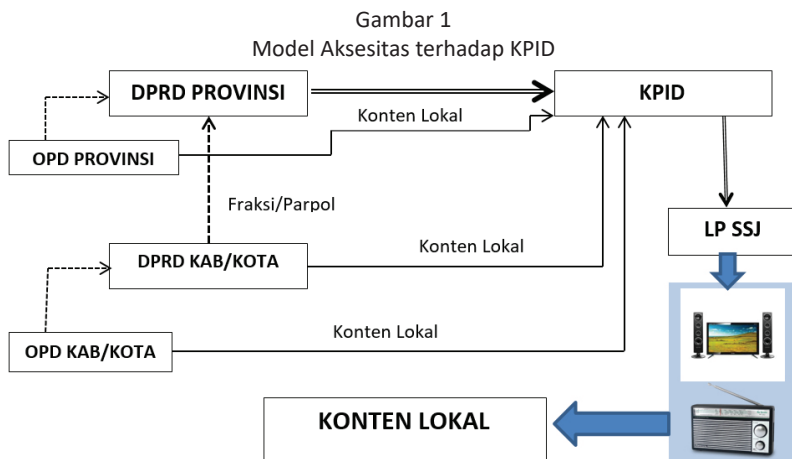 Gambar 1
Model Aksesitas terhadap KPID
DPRD PROVINSI
KPID
Konten Lokal
OPD PROVINSI
Fraksi/Parpol
LP SSJ
DPRD KAB/KOTA
Konten Lokal
OPD KAB/KOTA
Konten Lokal
KONTEN LOKAL